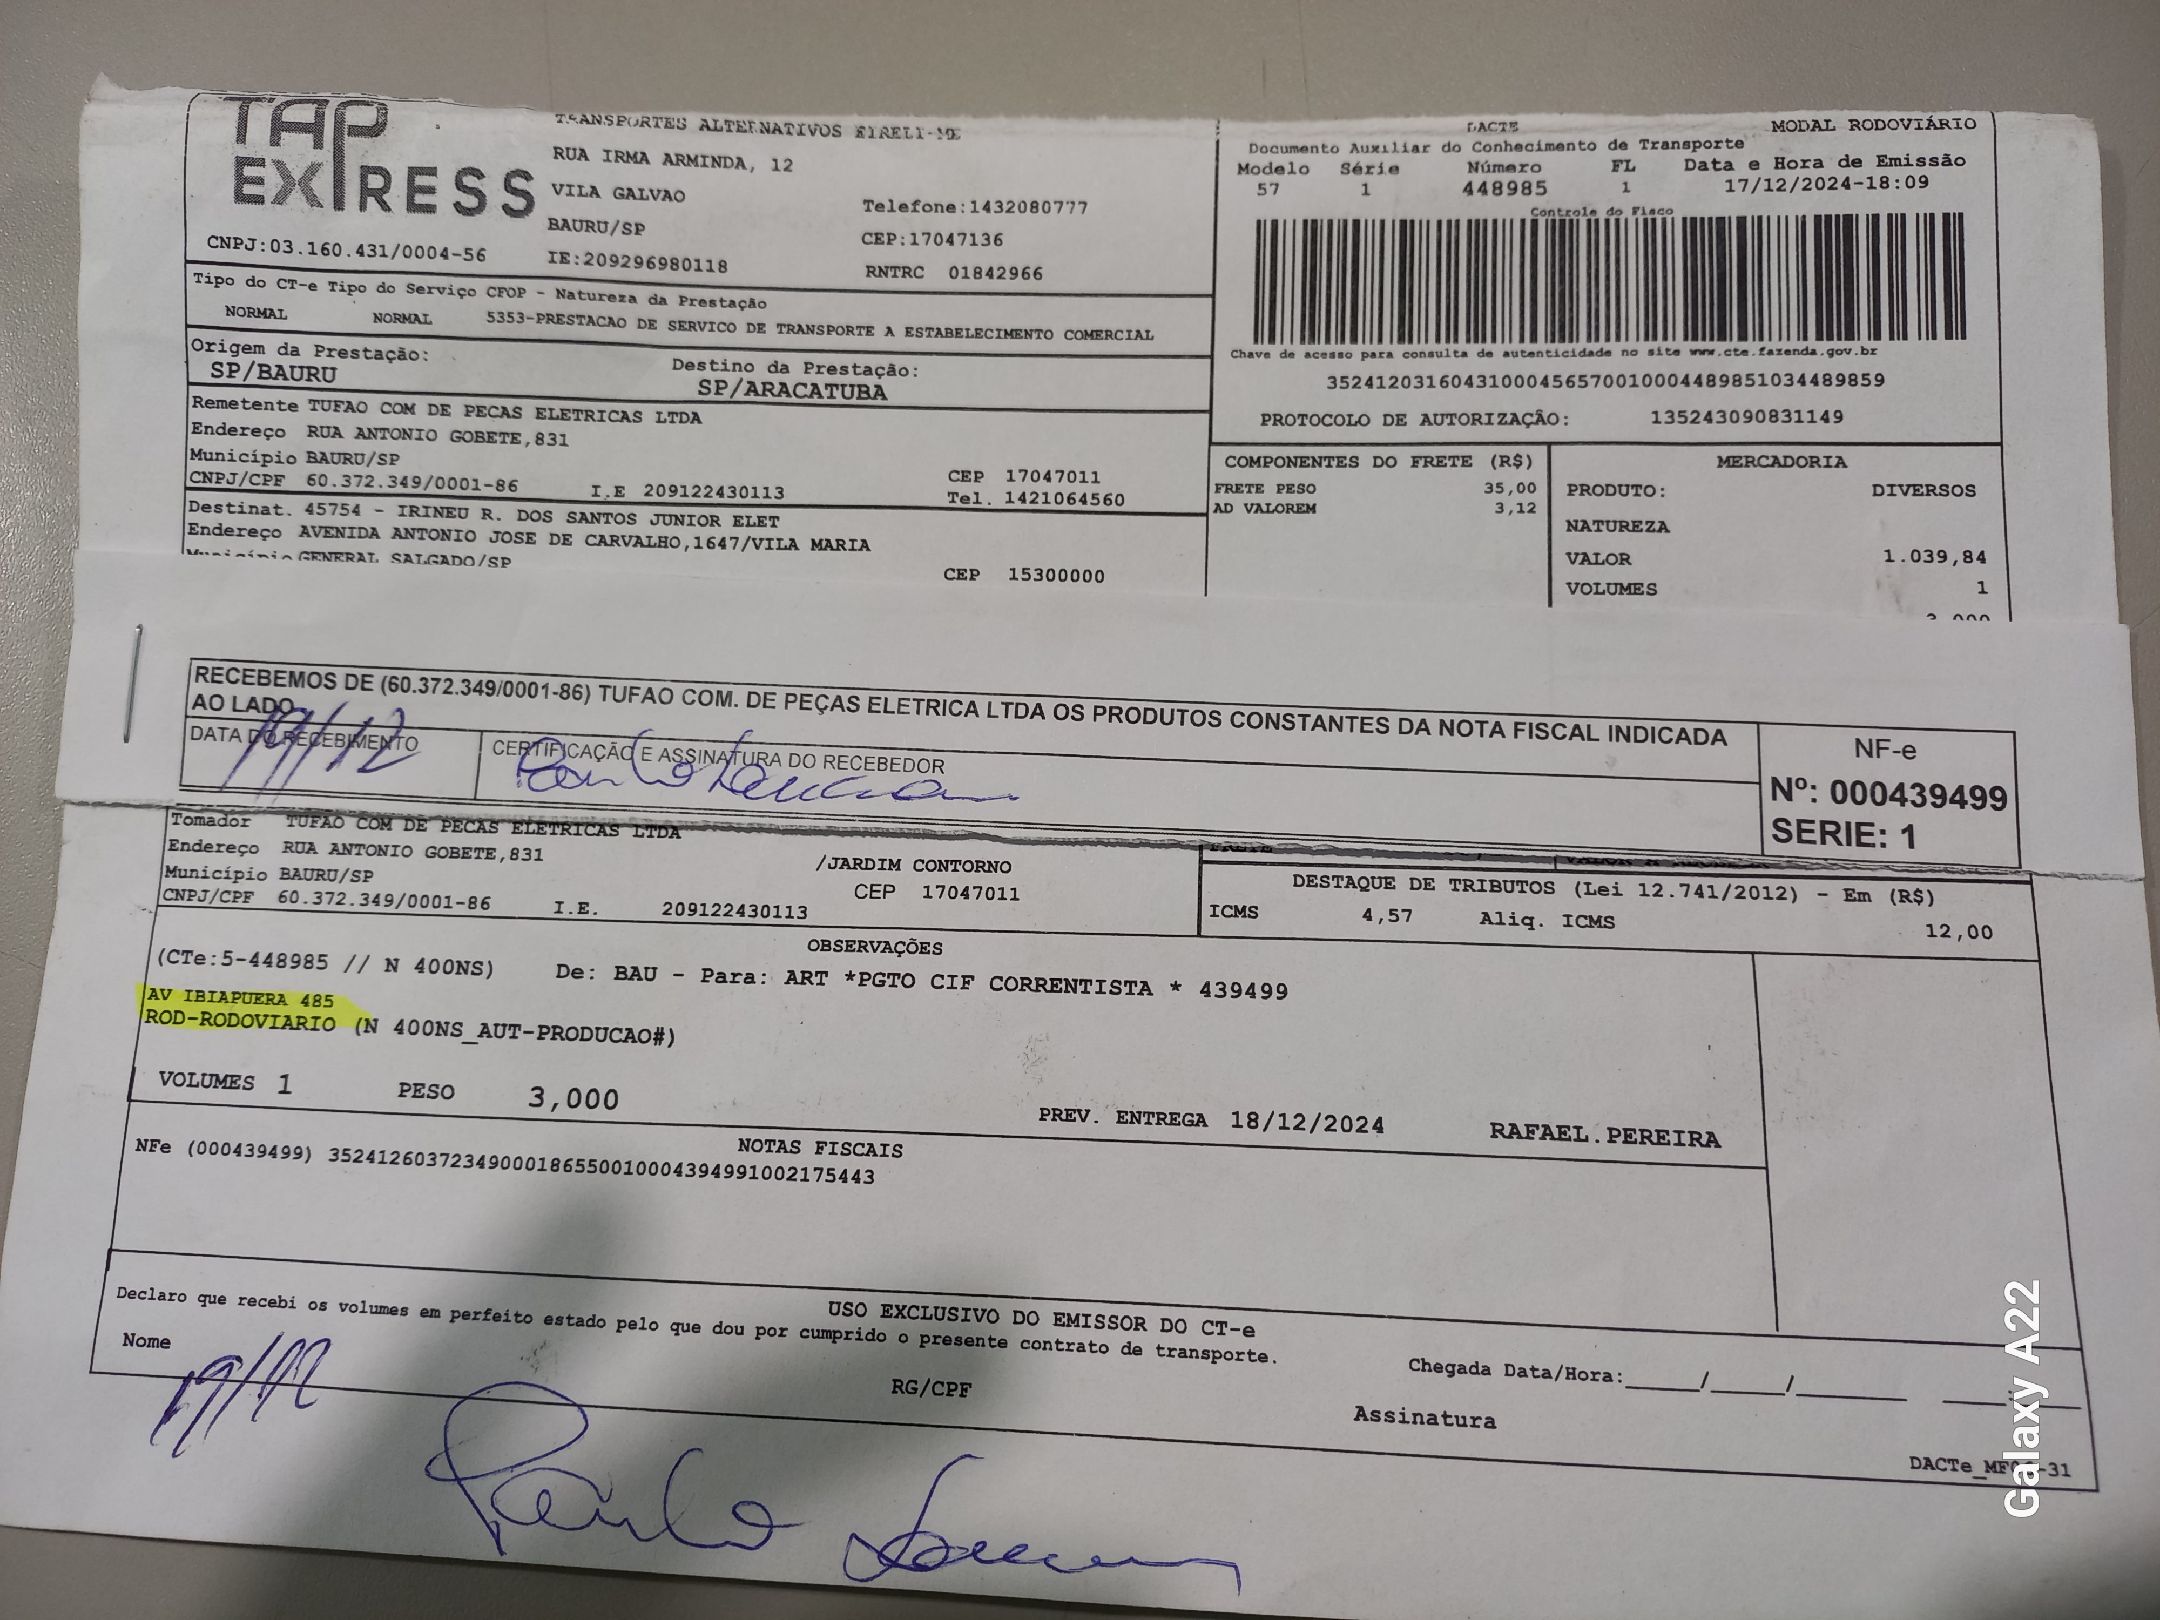 TAP EXPRESS
TRANSPORTES ALTERNATIVOS EIRELI-ME
RUA IRMA ARMINDA, 12
VILA GALVAO
BAURU/SP
Telefone:1432080777
CEP:17047136
CNPJ:03.160.431/0004-56
IE:209296980118
RNTRC 01842966
DACTE
MODAL RODOVIÁRIO
Documento Auxiliar do Conhecimento de Transporte
Modelo Série Número FL Data e Hora de Emissão
57 1 448985 1 17/12/2024-18:09
Controle do Fisco
Chave de acesso para consulta de autenticidade no site www.cte.fazenda.gov.br
35241203160431000456570010004489851034489859
PROTOCOLO DE AUTORIZAÇÃO: 135243090831149
Tipo do CT-e Tipo do Serviço CFOP - Natureza da Prestação
NORMAL NORMAL 5353-PRESTACAO DE SERVICO DE TRANSPORTE A ESTABELECIMENTO COMERCIAL
Origem da Prestação: Destino da Prestação:
SP/BAURU SP/ARACATUBA
Remetente TUFAO COM DE PECAS ELETRICAS LTDA
Endereço RUA ANTONIO GOBETE,831
Município BAURU/SP CEP 17047011
CNPJ/CPF 60.372.349/0001-86 I.E 209122430113 Tel. 1421064560
Destinat. 45754 - IRINEU R. DOS SANTOS JUNIOR ELET
Endereço AVENIDA ANTONIO JOSE DE CARVALHO,1647/VILA MARIA
Município GENERAL SALGADO/SP CEP 15300000
COMPONENTES DO FRETE (R$)
FRETE PESO 35,00
AD VALOREM 3,12
MERCADORIA
PRODUTO: DIVERSOS
NATUREZA
VALOR 1.039,84
VOLUMES 1
RECEBEMOS DE (60.372.349/0001-86) TUFAO COM. DE PEÇAS ELETRICA LTDA OS PRODUTOS CONSTANTES DA NOTA FISCAL INDICADA
AO LADO
DATA DO RECEBIMENTO
19/12
CERTIFICAÇÃO E ASSINATURA DO RECEBEDOR
Paulo
NF-e
Nº: 000439499
SERIE: 1
Tomador TUFAO COM DE PECAS ELETRICAS LTDA
Endereço RUA ANTONIO GOBETE,831 /JARDIM CONTORNO
Município BAURU/SP CEP 17047011
CNPJ/CPF 60.372.349/0001-86 I.E. 209122430113
DESTAQUE DE TRIBUTOS (Lei 12.741/2012) - Em (R$)
ICMS 4,57 Aliq. ICMS 12,00
OBSERVAÇÕES
(CTe:5-448985 // N 400NS) De: BAU - Para: ART *PGTO CIF CORRENTISTA * 439499
AV IBIAPUERA 485
ROD-RODOVIARIO (N 400NS_AUT-PRODUCAO#)
VOLUMES 1 PESO 3,000 PREV. ENTREGA 18/12/2024 RAFAEL.PEREIRA
NOTAS FISCAIS
NFe (000439499) 35241260372349000186550010004394991002175443
USO EXCLUSIVO DO EMISSOR DO CT-e
Declaro que recebi os volumes em perfeito estado pelo que dou por cumprido o presente contrato de transporte.
Nome RG/CPF Assinatura Chegada Data/Hora:____/____/______
19/12
Paulo
Galaxy A22